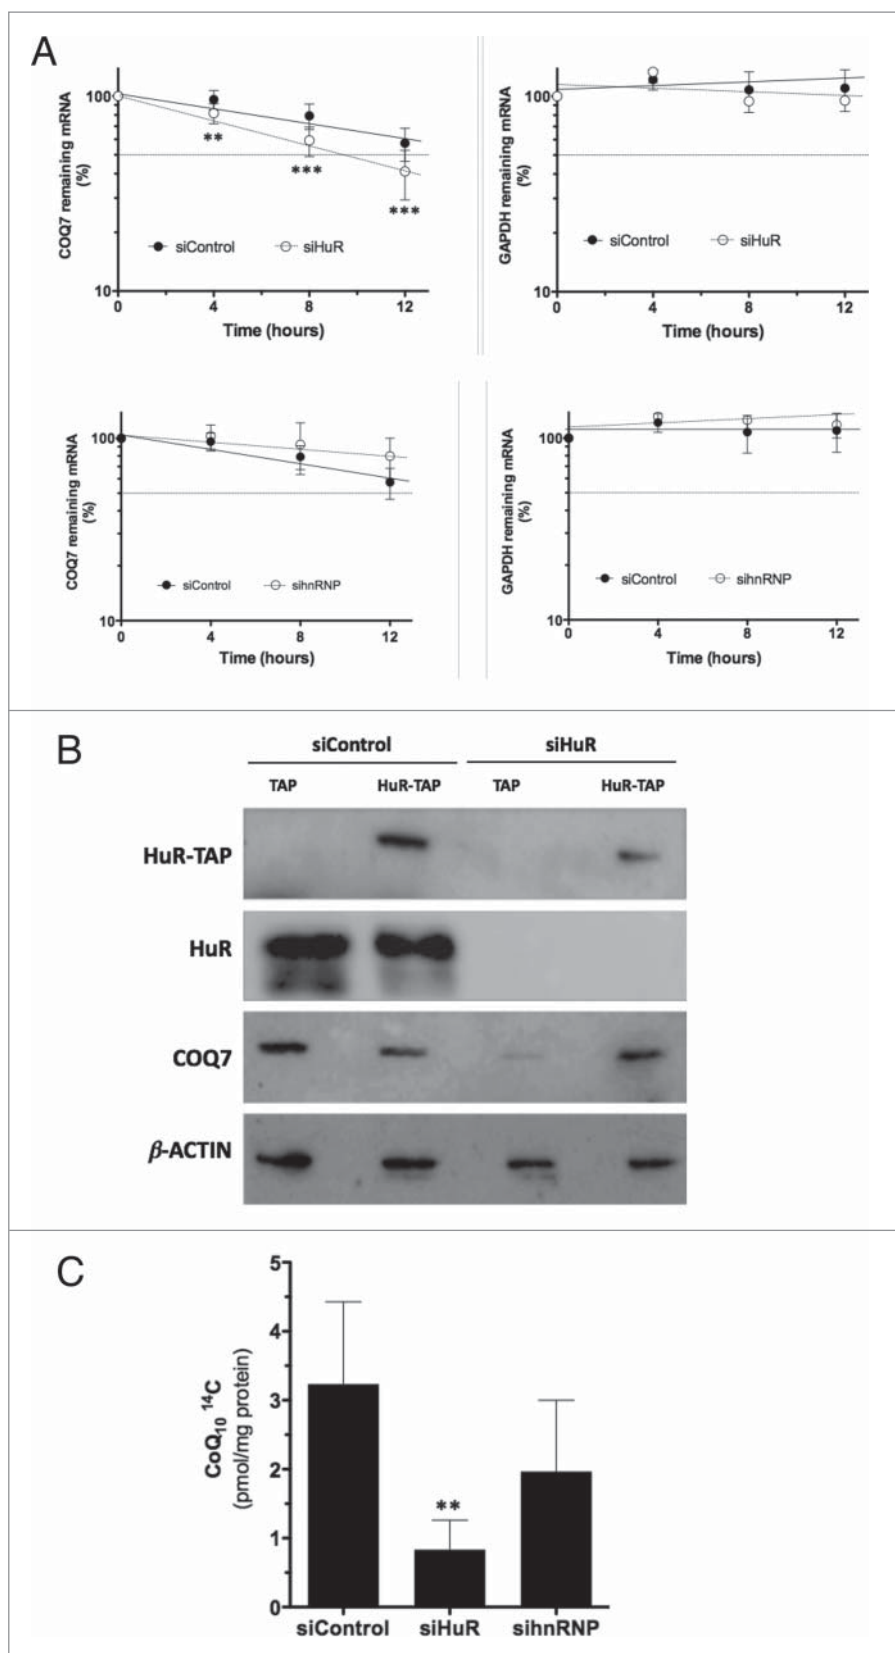 A
COQ7 remaining mRNA
(%)
100
10
**
***
***
siControl
siHuR
0
4
8
12
Time (hours)
GAPDH remaining mRNA
(%)
100
10
siControl
siHuR
0
4
8
12
Time (hours)
COQ7 remaining mRNA
(%)
100
10
siControl
sihnRNP
0
4
8
12
Time (hours)
GAPDH remaining mRNA
(%)
100
10
siControl
sihnRNP
0
4
8
12
Time (hours)
B
siControl
siHuR
TAP
HuR-TAP
TAP
HuR-TAP
HuR-TAP
HuR
COQ7
β-ACTIN
C
CoQ10 14C
(pmol/mg protein)
5
4
3
2
1
0
**
siControl
siHuR
sihnRNP